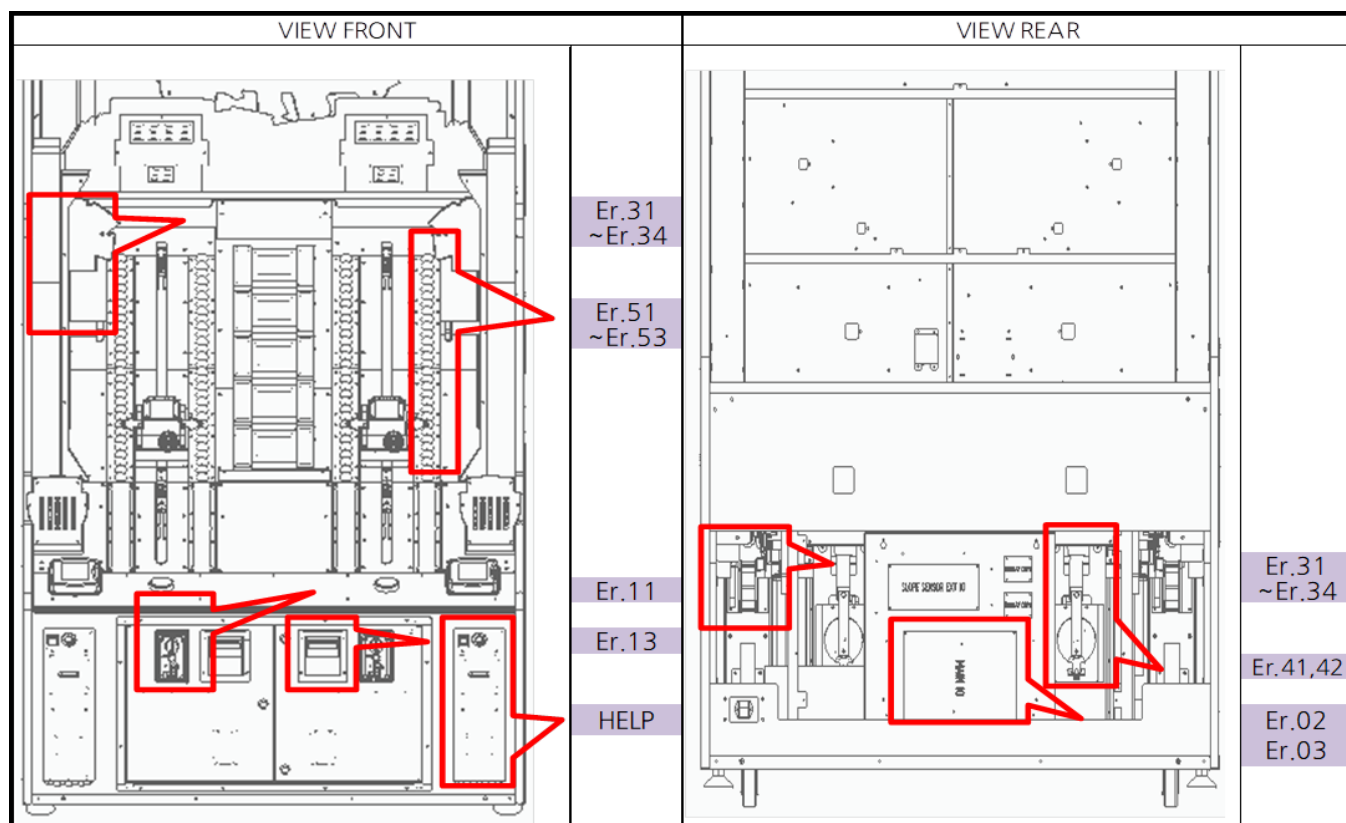 VIEW FRONT
VIEW REAR
Er.31
~Er.34
Er.51
~Er.53
Er.11
Er.13
HELP
SLOPE SENSOR EXT IO
MAIN IO
Er.31
~Er.34
Er.41,42
Er.02
Er.03